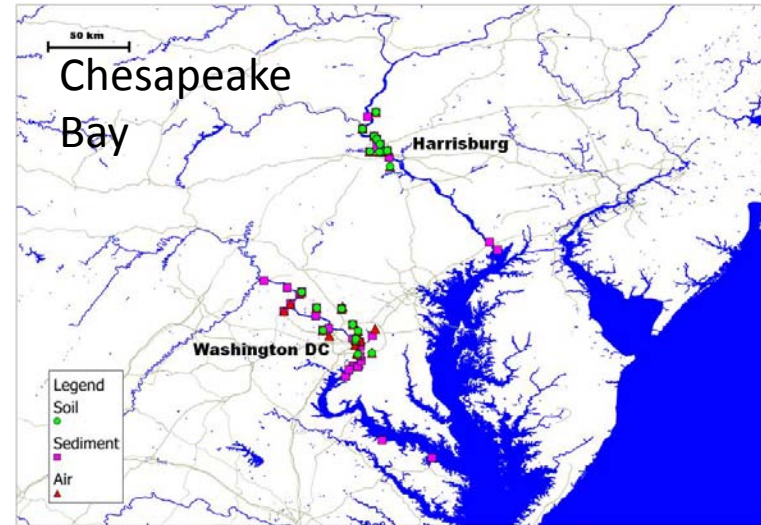 50 km
Chesapeake
Bay
Harrisburg
Washington DC
Legend
Soil
Sediment
Air